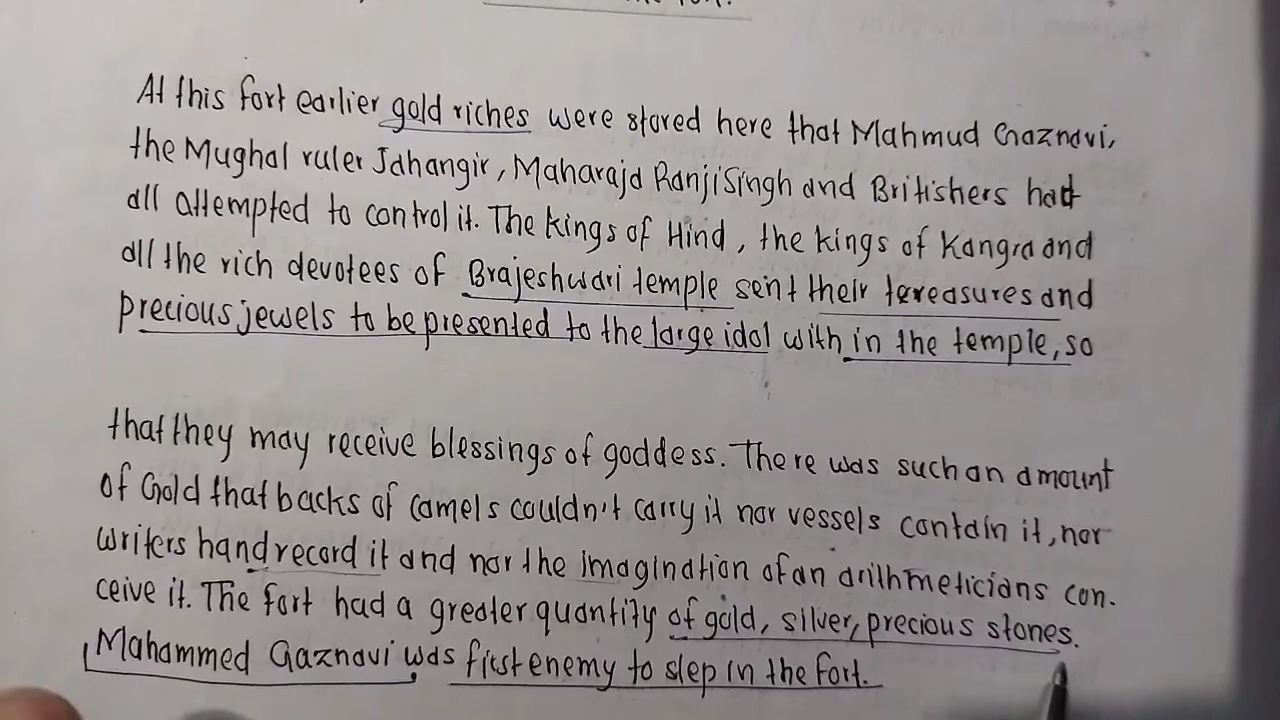 the fort.
At this fort earlier gold riches were stored here that Mahmud Gaznavi,
the Mughal ruler Jahangir, Maharaja RanjiSingh and Britishers had
all attempted to control it. The kings of Hind, the kings of Kangra and
all the rich devotees of Brajeshwari temple sent their tereasures and
precious jewels to be presented to the large idol with in the temple, so
that they may receive blessings of goddess. There was such an amount
of Gold that backs of camels couldn't carry it nor vessels contain it, nor
writers hand record it and nor the imagination of an arithmeticians con-
ceive it. The fort had a greater quantity of gold, silver, precious stones.
Mahammed Gaznavi was first enemy to step in the fort.